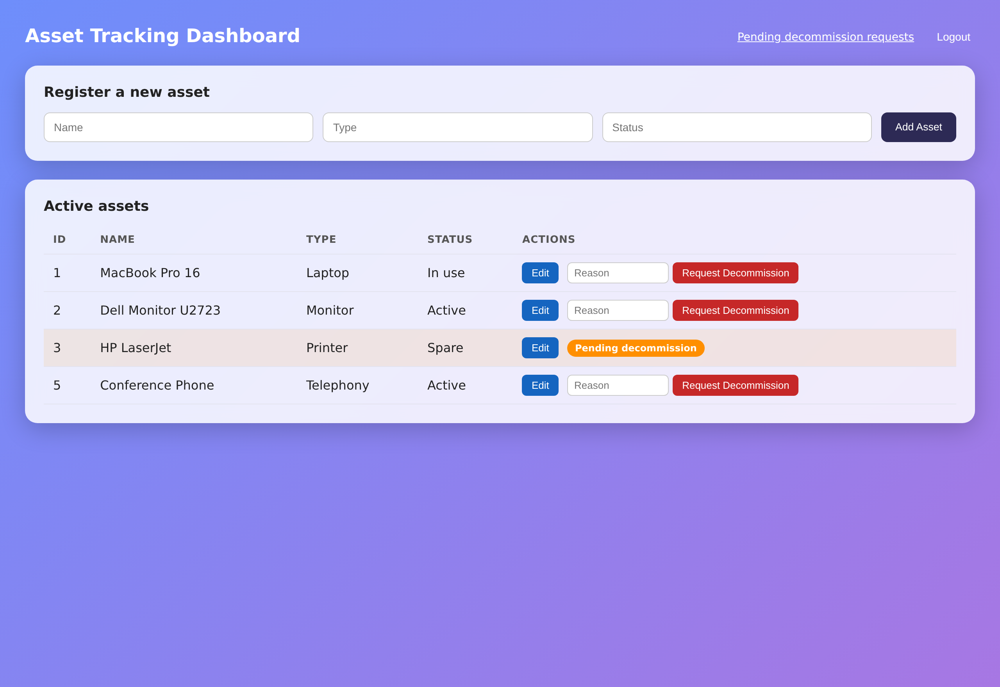 Asset Tracking Dashboard Pending decommission requests Logout
Register a new asset
Name Type Status Add Asset
Active assets
ID NAME TYPE STATUS ACTIONS
1 MacBook Pro 16 Laptop In use Edit Reason Request Decommission
2 Dell Monitor U2723 Monitor Active Edit Reason Request Decommission
3 HP LaserJet Printer Spare Edit Pending decommission
5 Conference Phone Telephony Active Edit Reason Request Decommission